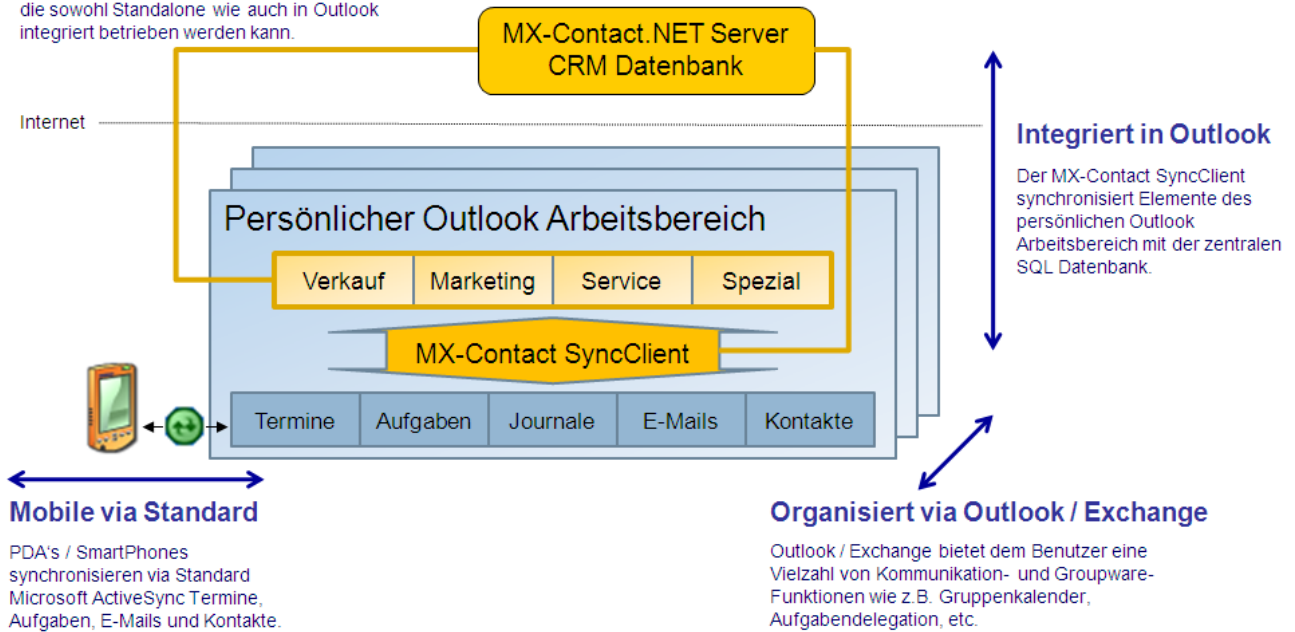 die sowohl Standalone wie auch in Outlook
integriert betrieben werden kann.
MX-Contact.NET Server
CRM Datenbank
Internet
Integriert in Outlook
Der MX-Contact SyncClient
synchronisiert Elemente des
persönlichen Outlook
Arbeitsbereich mit der zentralen
SQL Datenbank.
Persönlicher Outlook Arbeitsbereich
Verkauf Marketing Service Spezial
MX-Contact SyncClient
Termine Aufgaben Journale E-Mails Kontakte
Mobile via Standard
PDA's / SmartPhones
synchronisieren via Standard
Microsoft ActiveSync Termine,
Aufgaben, E-Mails und Kontakte.
Organisiert via Outlook / Exchange
Outlook / Exchange bietet dem Benutzer eine
Vielzahl von Kommunikation- und Groupware-
Funktionen wie z.B. Gruppenkalender,
Aufgabendelegation, etc.